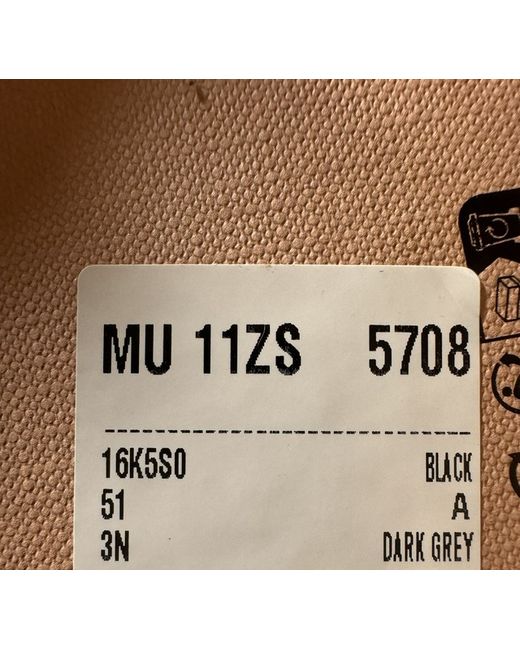 MU 11ZS 5708
16K5S0 BLACK
51 A
3N DARK GREY